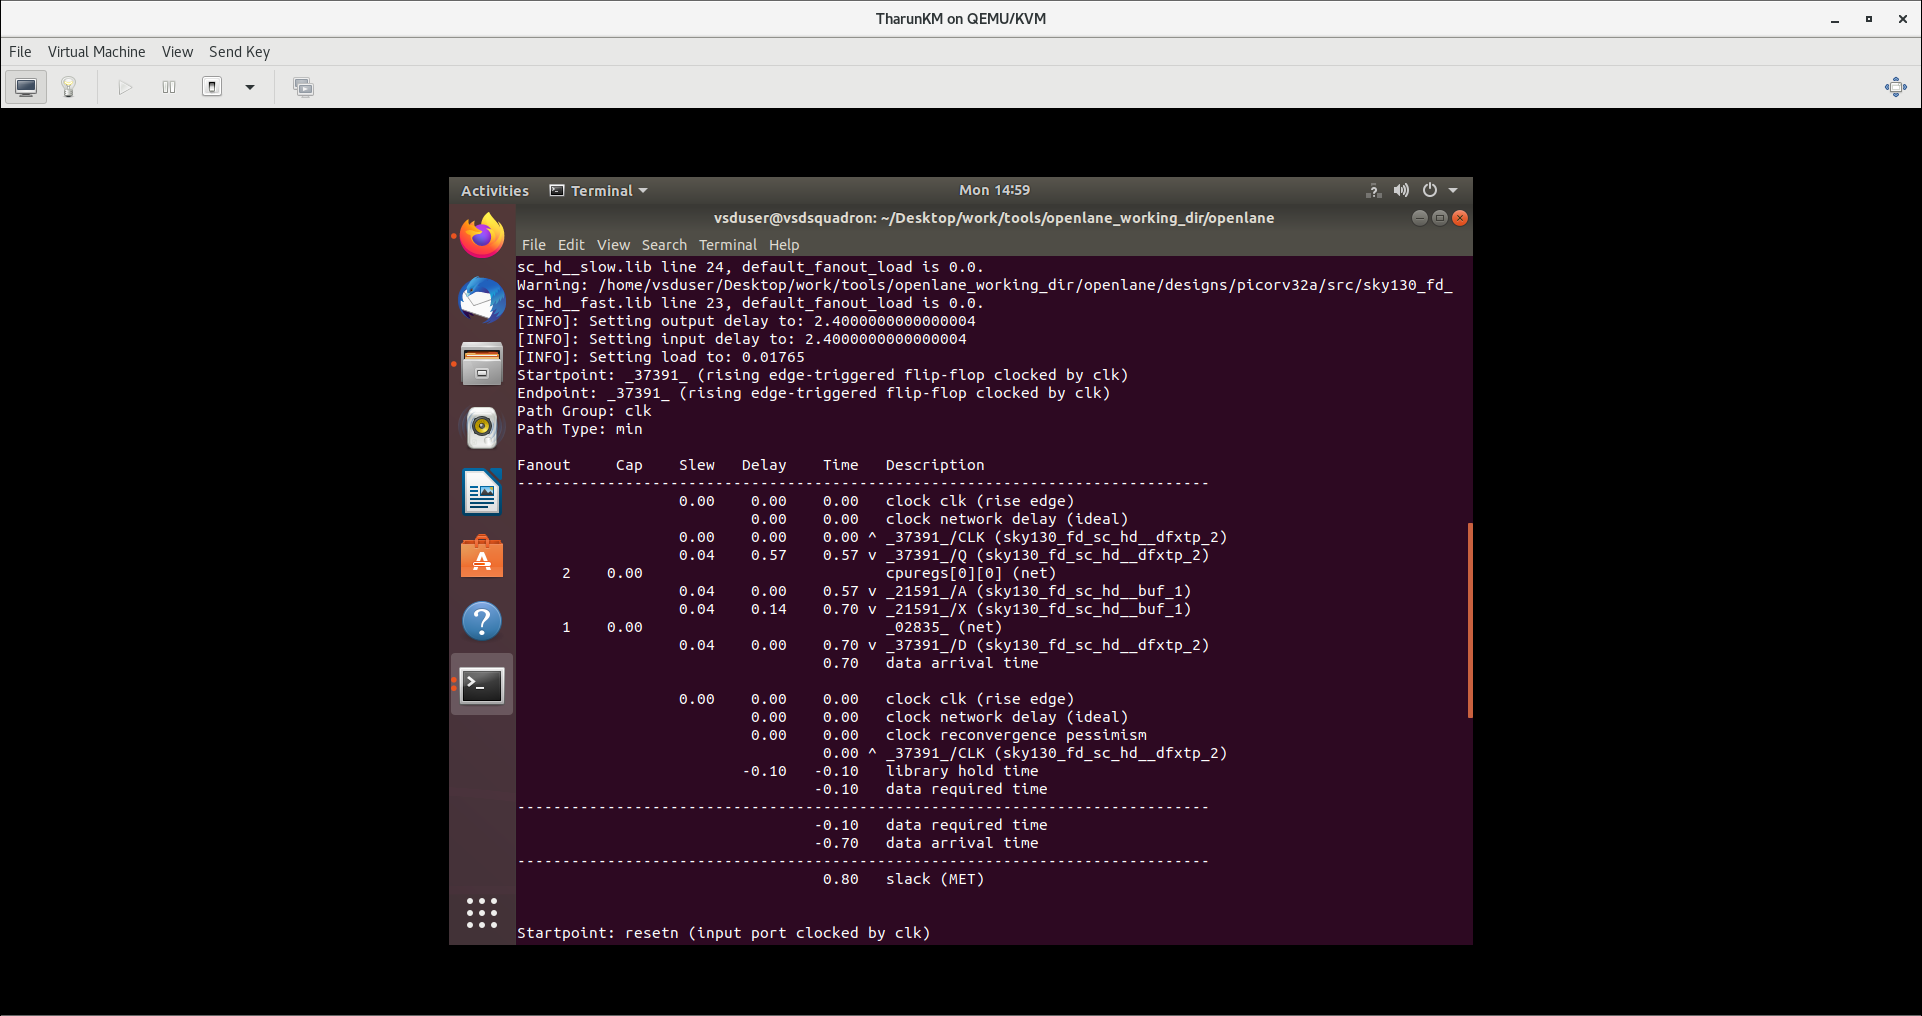 TharunKM on QEMU/KVM
File Virtual Machine View Send Key
Activities Terminal Mon 14:59
vsduser@vsdsquadron: ~/Desktop/work/tools/openlane_working_dir/openlane
File Edit View Search Terminal Help
sc_hd__slow.lib line 24, default_fanout_load is 0.0.
Warning: /home/vsduser/Desktop/work/tools/openlane_working_dir/openlane/designs/picorv32a/src/sky130_fd_
sc_hd__fast.lib line 23, default_fanout_load is 0.0.
[INFO]: Setting output delay to: 2.4000000000000004
[INFO]: Setting input delay to: 2.4000000000000004
[INFO]: Setting load to: 0.01765
Startpoint: _37391_ (rising edge-triggered flip-flop clocked by clk)
Endpoint: _37391_ (rising edge-triggered flip-flop clocked by clk)
Path Group: clk
Path Type: min
Fanout     Cap    Slew   Delay    Time   Description
-----------------------------------------------------------------------------
                  0.00    0.00    0.00   clock clk (rise edge)
                          0.00    0.00   clock network delay (ideal)
                  0.00    0.00    0.00 ^ _37391_/CLK (sky130_fd_sc_hd__dfxtp_2)
                  0.04    0.57    0.57 v _37391_/Q (sky130_fd_sc_hd__dfxtp_2)
     2    0.00                           cpuregs[0][0] (net)
                  0.04    0.00    0.57 v _21591_/A (sky130_fd_sc_hd__buf_1)
                  0.04    0.14    0.70 v _21591_/X (sky130_fd_sc_hd__buf_1)
     1    0.00                           _02835_ (net)
                  0.04    0.00    0.70 v _37391_/D (sky130_fd_sc_hd__dfxtp_2)
                                  0.70   data arrival time
                  0.00    0.00    0.00   clock clk (rise edge)
                          0.00    0.00   clock network delay (ideal)
                          0.00    0.00   clock reconvergence pessimism
                                  0.00 ^ _37391_/CLK (sky130_fd_sc_hd__dfxtp_2)
                         -0.10   -0.10   library hold time
                                 -0.10   data required time
-----------------------------------------------------------------------------
                                 -0.10   data required time
                                 -0.70   data arrival time
-----------------------------------------------------------------------------
                                  0.80   slack (MET)
Startpoint: resetn (input port clocked by clk)